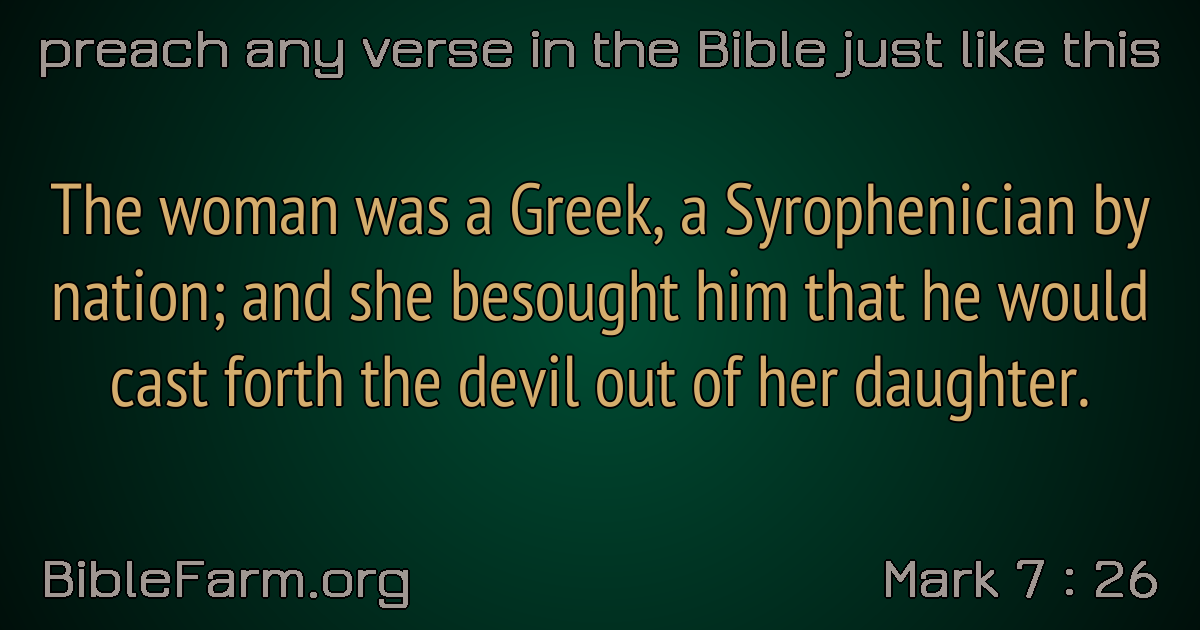 preach any verse in the Bible just like this
The woman was a Greek, a Syrophenician by
nation; and she besought him that he would
cast forth the devil out of her daughter.
BibleFarm.org
Mark 7 : 26